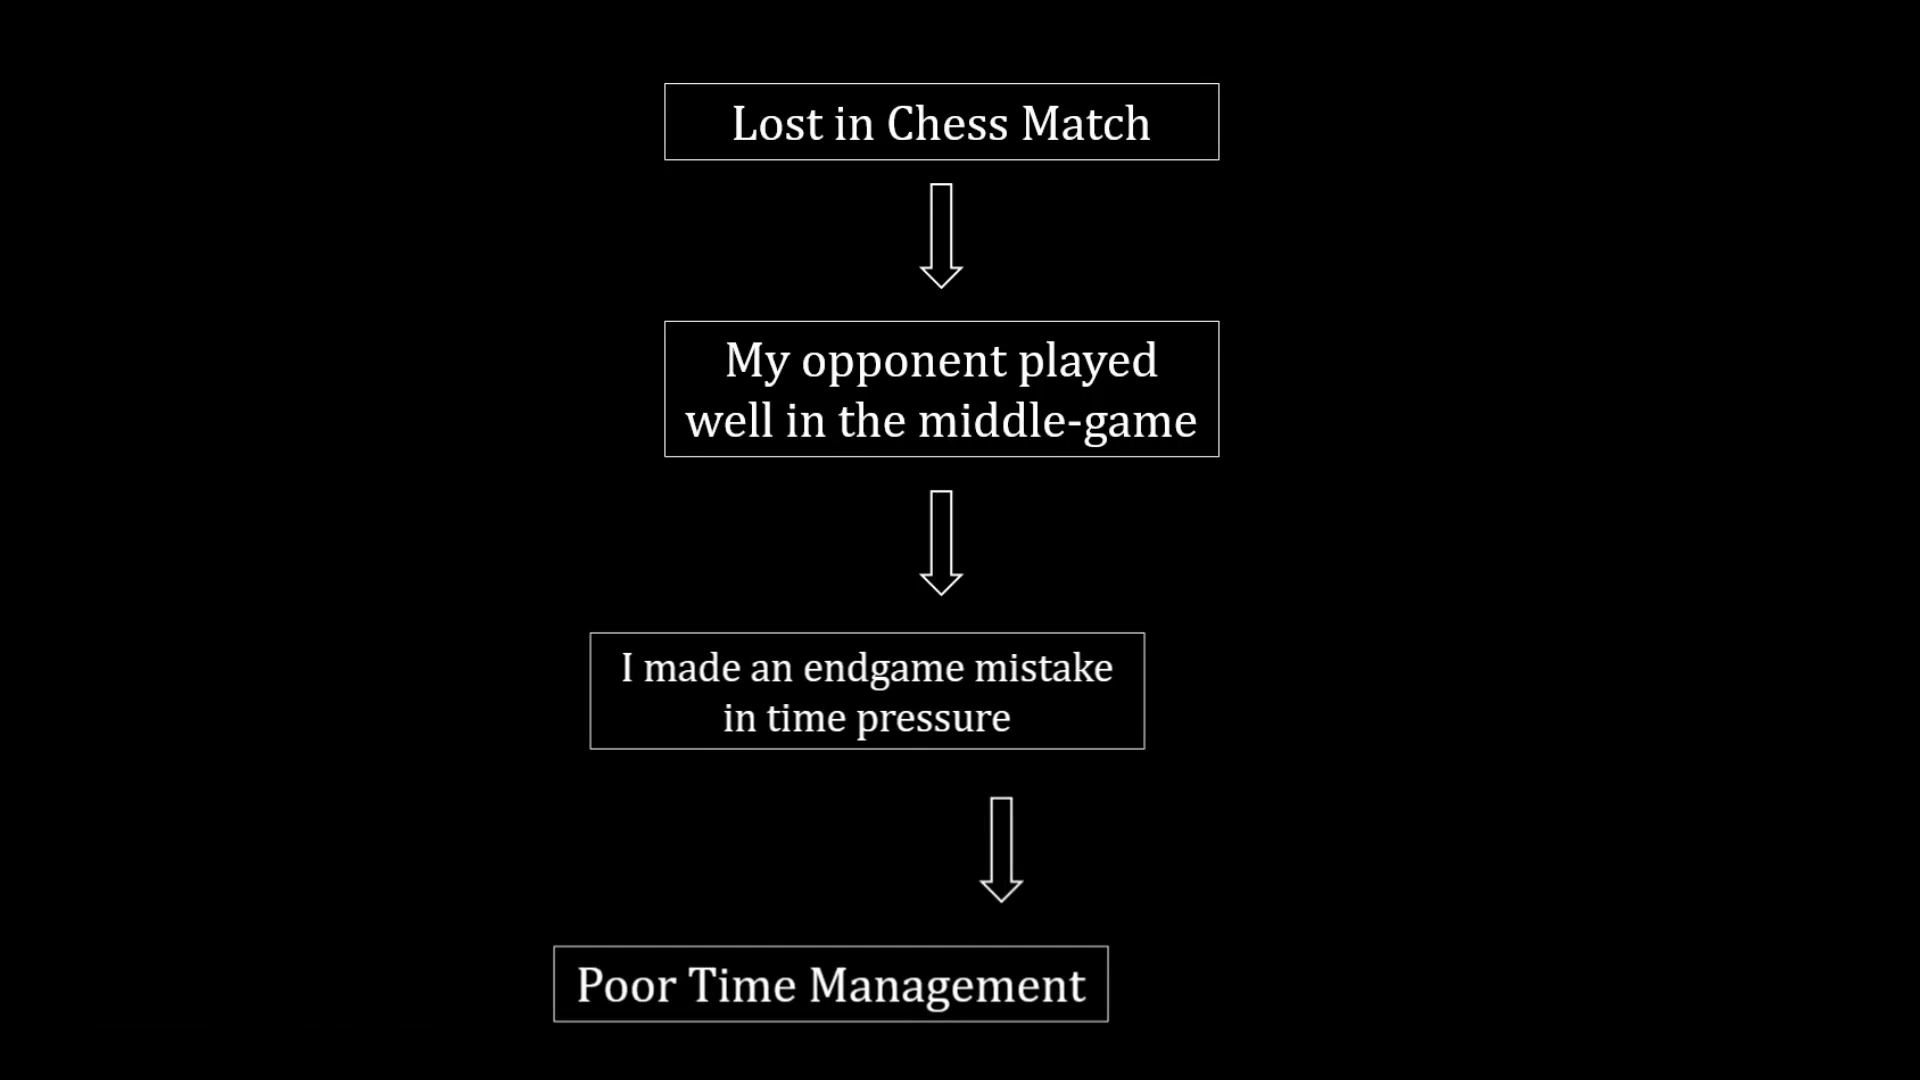 Lost in Chess Match
My opponent played
well in the middle-game
I made an endgame mistake
in time pressure
Poor Time Management